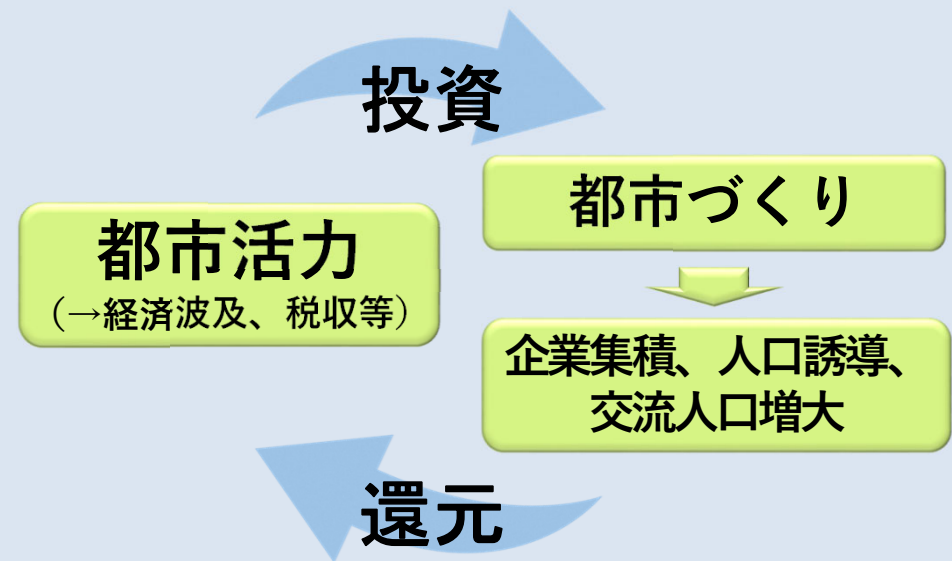 投資
都市づくり
都市活力
(→経済波及、税収等)
企業集積、人口誘導、
交流人口増大
還元